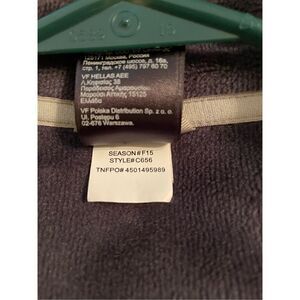 125171 Москва, Россия
Ленинградское шоссе, д. 16а,
стр. 1, тел. +7 (495) 797 60 70
VF HELLAS AEE
Λ.Κηφισίας 38
Παράδεισος Αμαρουσίου,
Μαρούσι Αττικής 15125
Ελλάδα
VF Polska Distribution Sp. z o. o.
Ul. Postępu 6
02-676 Warszawa.
SEASON#F15
STYLE#C656
TNFPO#4501495989